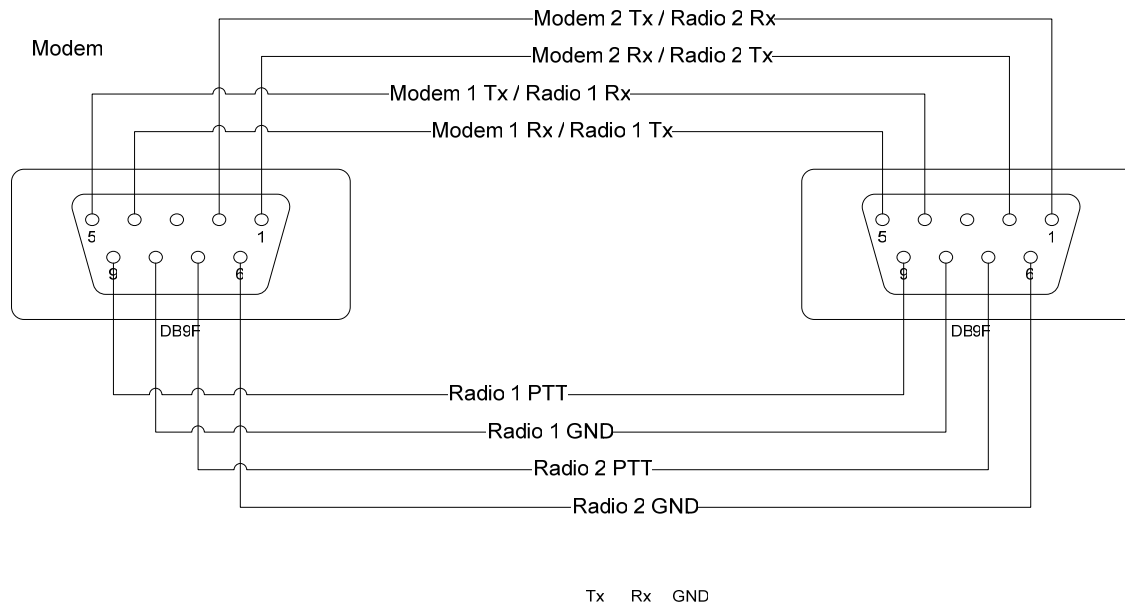 Modem 2 Tx / Radio 2 Rx
Modem
Modem 2 Rx / Radio 2 Tx
Modem 1 Tx / Radio 1 Rx
Modem 1 Rx / Radio 1 Tx
5 1
9 6
DB9F
5 1
9 6
DB9F
Radio 1 PTT
Radio 1 GND
Radio 2 PTT
Radio 2 GND
Tx Rx GND